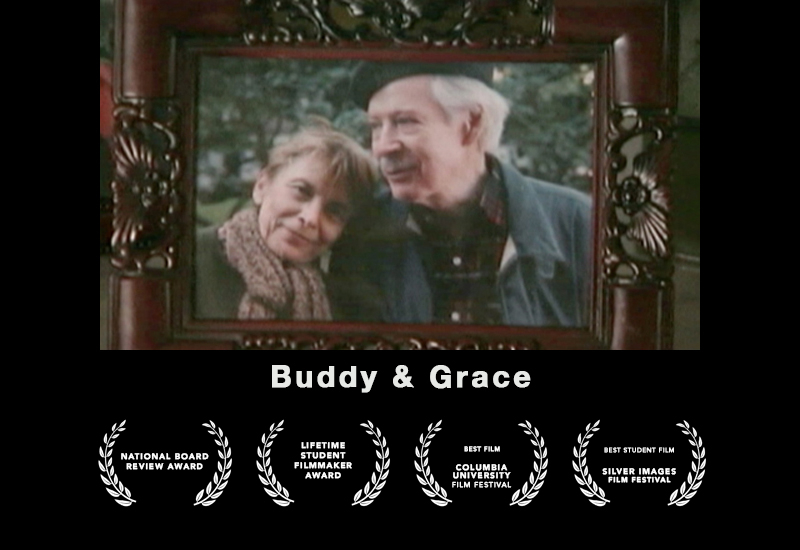 Buddy & Grace
NATIONAL BOARD
REVIEW AWARD
LIFETIME
STUDENT
FILMMAKER
AWARD
BEST FILM
COLUMBIA
UNIVERSITY
FILM FESTIVAL
BEST STUDENT FILM
SILVER IMAGES
FILM FESTIVAL